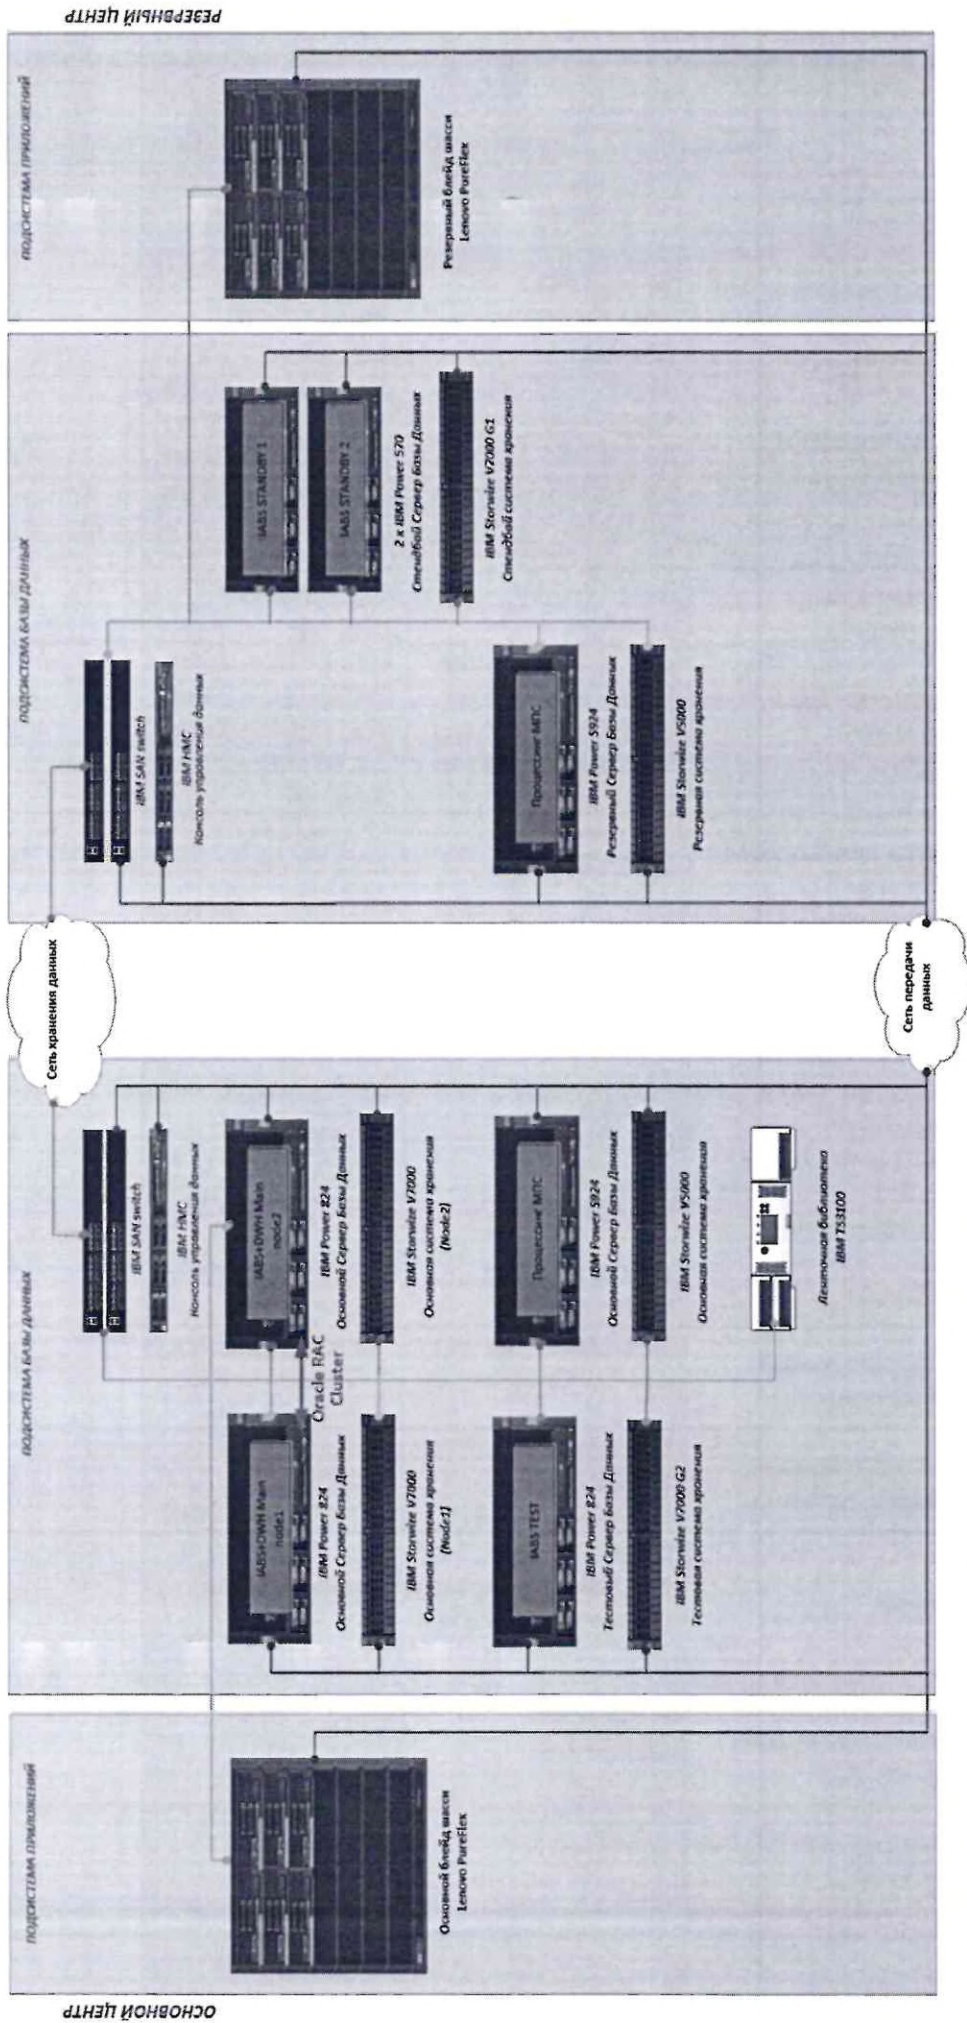 ОСНОВНОЙ ЦЕНТР
ПОДСИСТЕМА ПРИЛОЖЕНИЙ
Основной блейд шасси
Lenovo PureFlex
ПОДСИСТЕМА БАЗЫ ДАННЫХ
IBM SAN switch
IBM HMC
Консоль управления данных
IABS+DWH Main
node1
IBM Power 824
Основной Сервер Базы Данных
IBM Storwize V7000
Основная система хранения
(Node1)
Oracle RAC
Cluster
IABS+DWH Main
node2
IBM Power 824
Основной Сервер Базы Данных
IBM Storwize V7000
Основная система хранения
(Node2)
IABS TEST
IBM Power 824
Тестовый Сервер Базы Данных
IBM Storwize V7000 G2
Тестовая система хранения
Процессинг МПС
IBM Power S924
Основной Сервер Базы Данных
IBM Storwize V5000
Основная система хранения
Ленточная библиотека
IBM TS3100
Сеть хранения данных
Сеть передачи
данных
ПОДСИСТЕМА БАЗЫ ДАННЫХ
IBM SAN switch
IBM HMC
Консоль управления данных
IABS STANDBY 1
IABS STANDBY 2
2 x IBM Power 570
Стендбай Сервер Базы Данных
IBM Storwize V7000 G1
Стендбай система хранения
Процессинг МПС
IBM Power S924
Резервный Сервер Базы Данных
IBM Storwize V5000
Резервная система хранения
РЕЗЕРВНЫЙ ЦЕНТР
ПОДСИСТЕМА ПРИЛОЖЕНИЙ
Резервный блейд шасси
Lenovo PureFlex